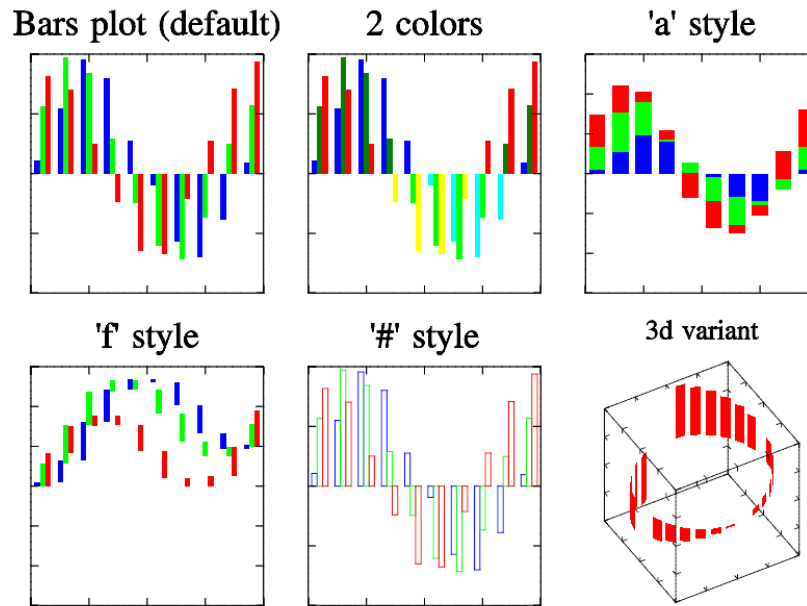 Bars plot (default)
2 colors
'a' style
'f' style
'#' style
3d variant